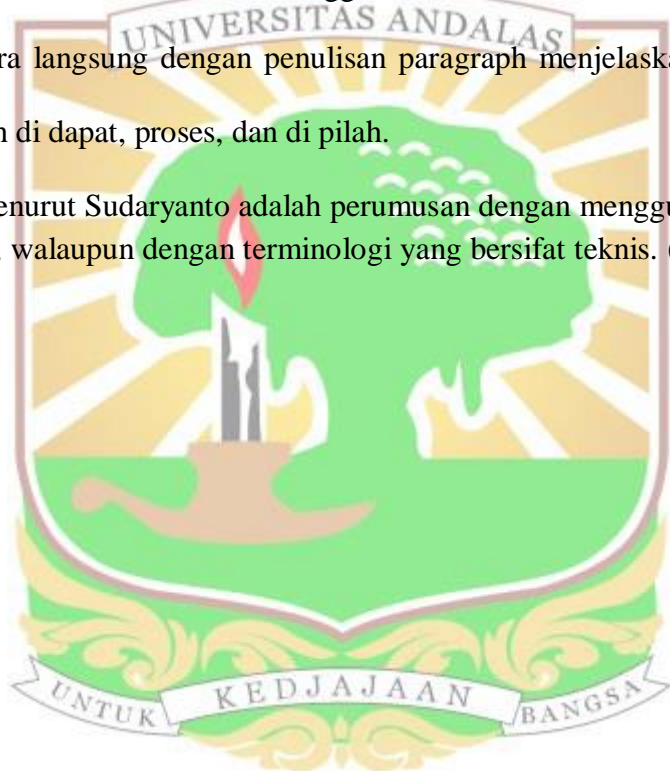 gg
UNIVERSITAS ANDALAS
ra langsung dengan penulisan paragraph menjelaska
n di dapat, proses, dan di pilah.
enurut Sudaryanto adalah perumusan dengan menggu
, walaupun dengan terminologi yang bersifat teknis. (
UNTUK KEDJAJAAN BANGSA